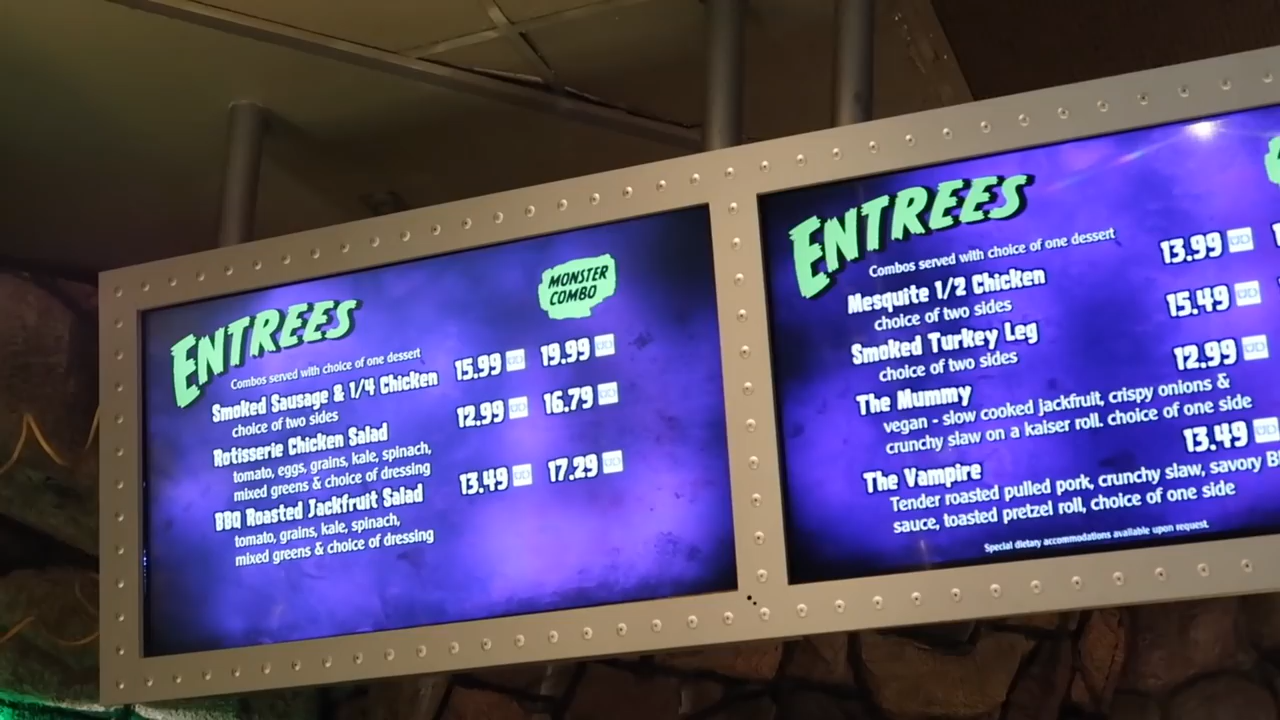 ENTREES
MONSTER
COMBO
Combos served with choice of one dessert
Smoked Sausage & 1/4 Chicken 15.99 19.99
choice of two sides
Rotisserie Chicken Salad 12.99 16.79
tomato, eggs, grains, kale, spinach,
mixed greens & choice of dressing
BBQ Roasted Jackfruit Salad 13.49 17.29
tomato, grains, kale, spinach,
mixed greens & choice of dressing
ENTREES
Combos served with choice of one dessert
Mesquite 1/2 Chicken 13.99
choice of two sides
Smoked Turkey Leg 15.49
choice of two sides
The Mummy 12.99
vegan - slow cooked jackfruit, crispy onions &
crunchy slaw on a kaiser roll. choice of one side
The Vampire 13.49
Tender roasted pulled pork, crunchy slaw, savory
sauce, toasted pretzel roll, choice of one side
Special dietary accommodations available upon request.